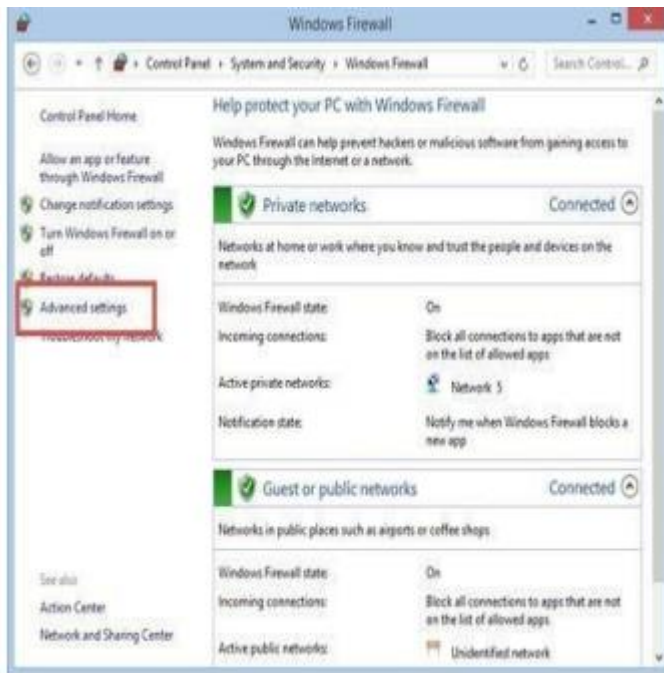 Windows Firewall
Control Panel System and Security Windows Firewall
Search Control...
Control Panel Home
Allow an app or feature
through Windows Firewall
Change notification settings
Turn Windows Firewall on or
off
Restore defaults
Advanced settings
Troubleshoot my network
See also
Action Center
Network and Sharing Center
Help protect your PC with Windows Firewall
Windows Firewall can help prevent hackers or malicious software from gaining access to
your PC through the Internet or a network.
Private networks
Connected
Networks at home or work where you know and trust the people and devices on the
network
Windows Firewall state:
On
Incoming connections:
Block all connections to apps that are not
on the list of allowed apps
Active private networks:
Network 5
Notification state:
Notify me when Windows Firewall blocks a
new app
Guest or public networks
Connected
Networks in public places such as airports or coffee shops
Windows Firewall state:
On
Incoming connections:
Block all connections to apps that are not
on the list of allowed apps
Active public networks:
Unidentified network